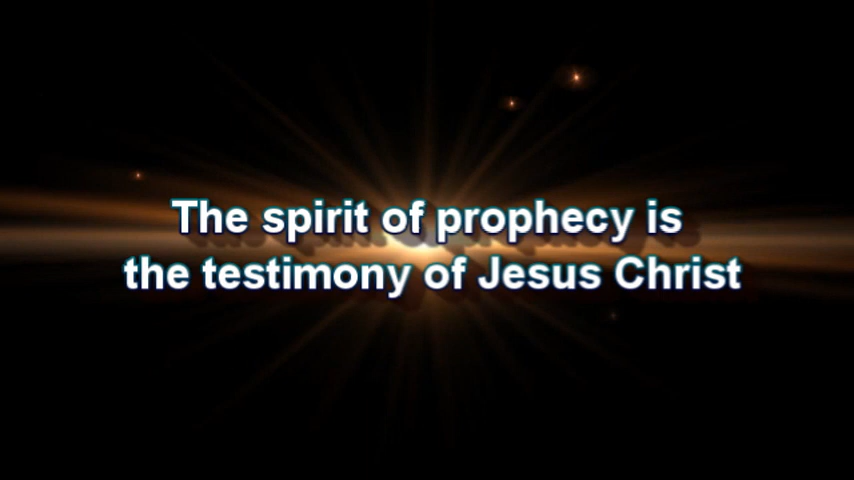 The spirit of prophecy is
the testimony of Jesus Christ